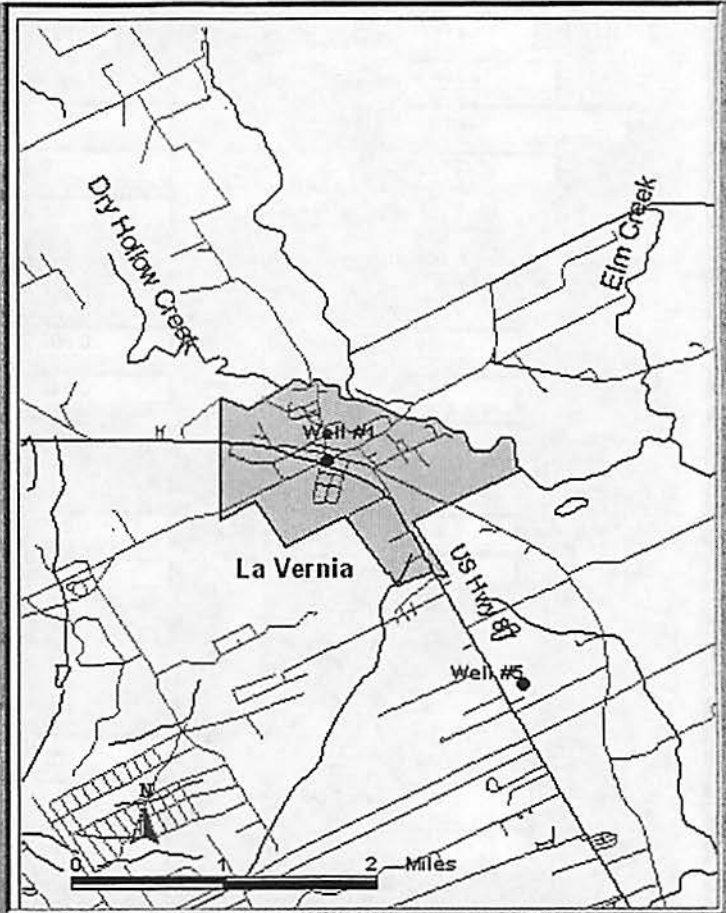 Dry Hollow Creek
Elm Creek
Well #1
La Vernia
US Hwy 87
Well #5
N
0 1 2 Miles